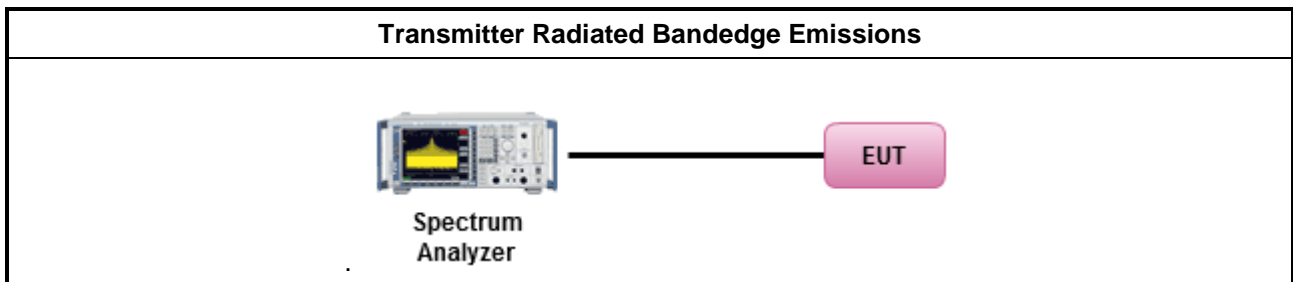 Transmitter Radiated Bandedge Emissions
EUT
Spectrum
Analyzer
.